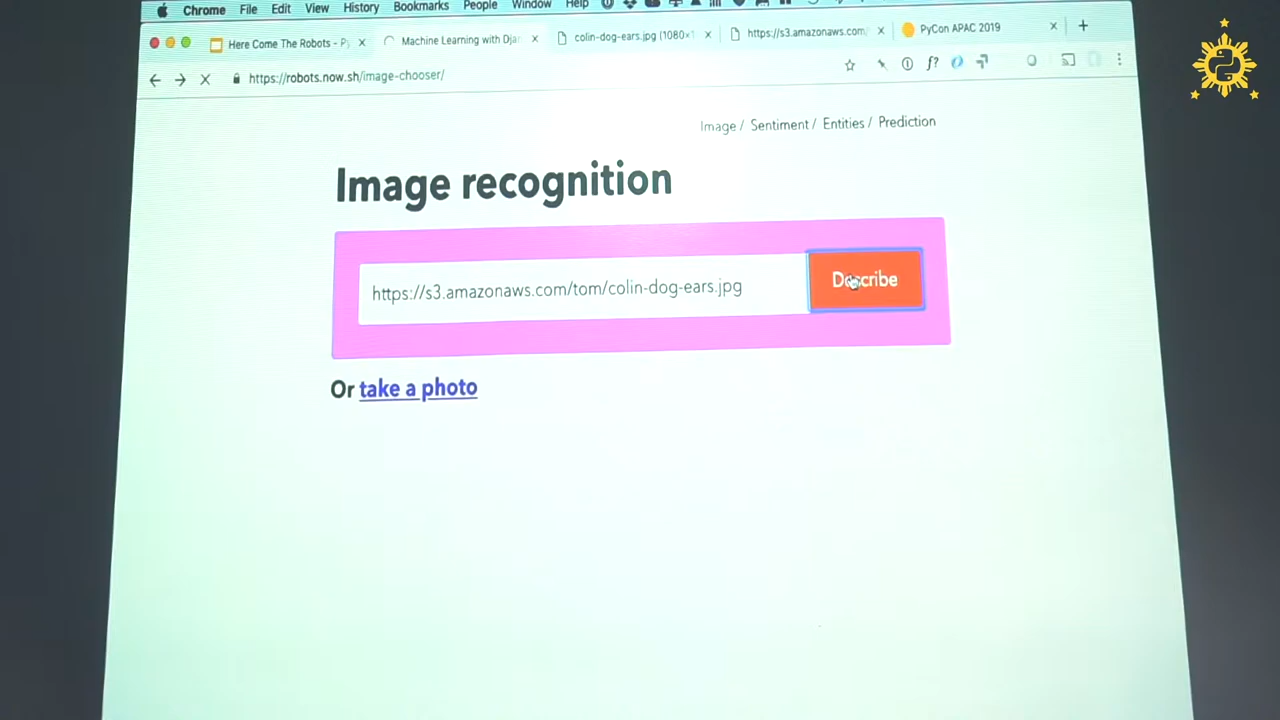 Chrome File Edit View History Bookmarks People Window Help
Here Come The Robots - P
Machine Learning with Dja
colin-dog-ears.jpg (1080×1
https://s3.amazonaws.com/
PyCon APAC 2019
https://robots.now.sh/image-chooser/
f?
Image / Sentiment / Entities / Prediction
Image recognition
https://s3.amazonaws.com/tom/colin-dog-ears.jpg
Describe
Or take a photo